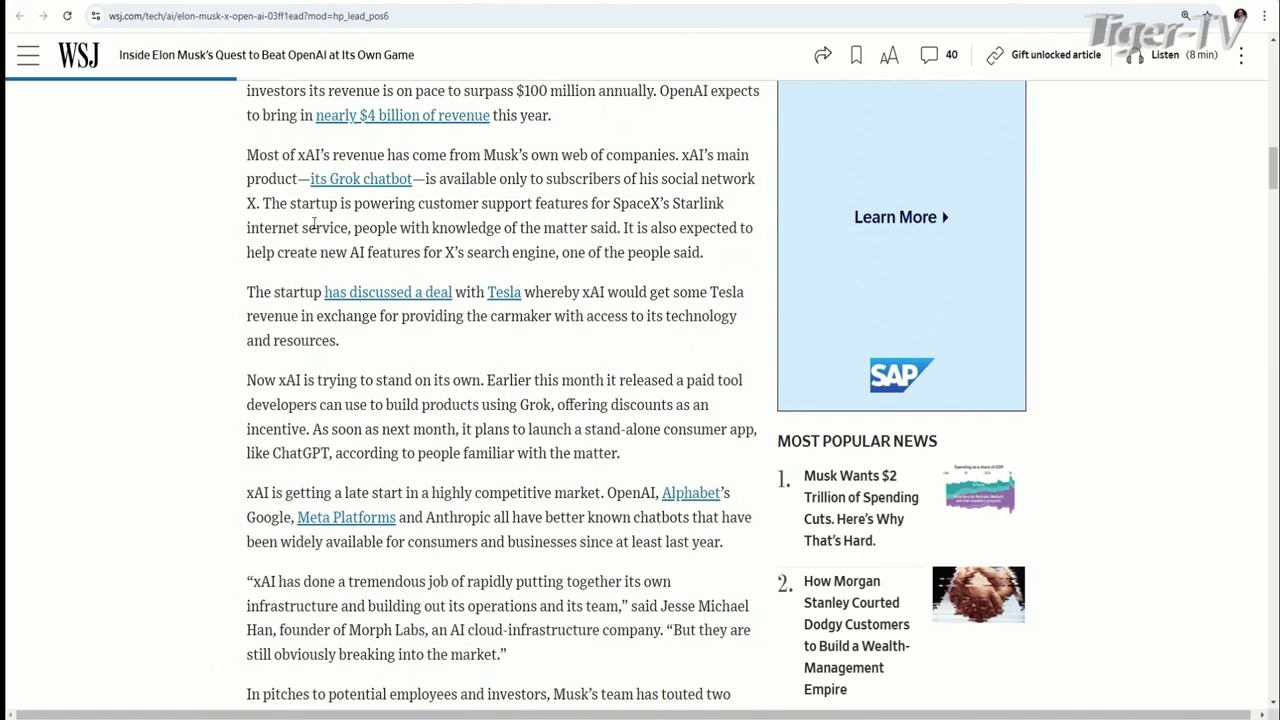 wsj.com/tech/ai/elon-musk-x-open-ai-03ff1ead?mod=hp_lead_pos6
Tiger-TV
WSJ
Inside Elon Musk's Quest to Beat OpenAI at Its Own Game
AA
40
Gift unlocked article
Listen (8 min)
investors its revenue is on pace to surpass $100 million annually. OpenAI expects
to bring in nearly $4 billion of revenue this year.
Most of xAI's revenue has come from Musk's own web of companies. xAI's main
product—its Grok chatbot—is available only to subscribers of his social network
X. The startup is powering customer support features for SpaceX's Starlink
internet service, people with knowledge of the matter said. It is also expected to
help create new AI features for X's search engine, one of the people said.
The startup has discussed a deal with Tesla whereby xAI would get some Tesla
revenue in exchange for providing the carmaker with access to its technology
and resources.
Now xAI is trying to stand on its own. Earlier this month it released a paid tool
developers can use to build products using Grok, offering discounts as an
incentive. As soon as next month, it plans to launch a stand-alone consumer app,
like ChatGPT, according to people familiar with the matter.
xAI is getting a late start in a highly competitive market. OpenAI, Alphabet's
Google, Meta Platforms and Anthropic all have better known chatbots that have
been widely available for consumers and businesses since at least last year.
“xAI has done a tremendous job of rapidly putting together its own
infrastructure and building out its operations and its team,” said Jesse Michael
Han, founder of Morph Labs, an AI cloud-infrastructure company. “But they are
still obviously breaking into the market.”
In pitches to potential employees and investors, Musk's team has touted two
Learn More
SAP
MOST POPULAR NEWS
1.
Musk Wants $2
Trillion of Spending
Cuts. Here's Why
That's Hard.
2.
How Morgan
Stanley Courted
Dodgy Customers
to Build a Wealth-
Management
Empire